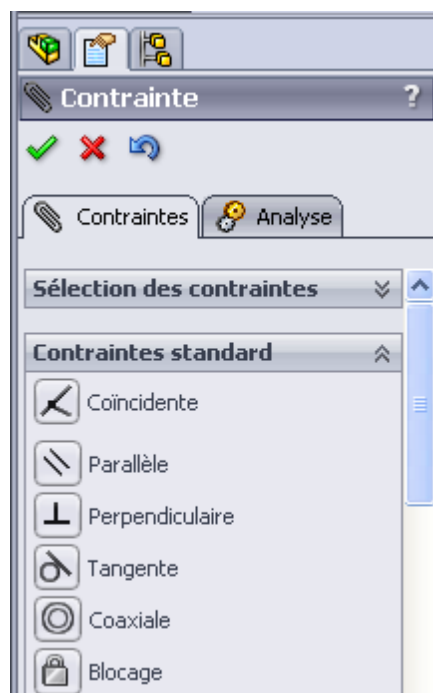 Contrainte ?
Contraintes Analyse
Sélection des contraintes
Contraintes standard
Coïncidente
Parallèle
Perpendiculaire
Tangente
Coaxiale
Blocage